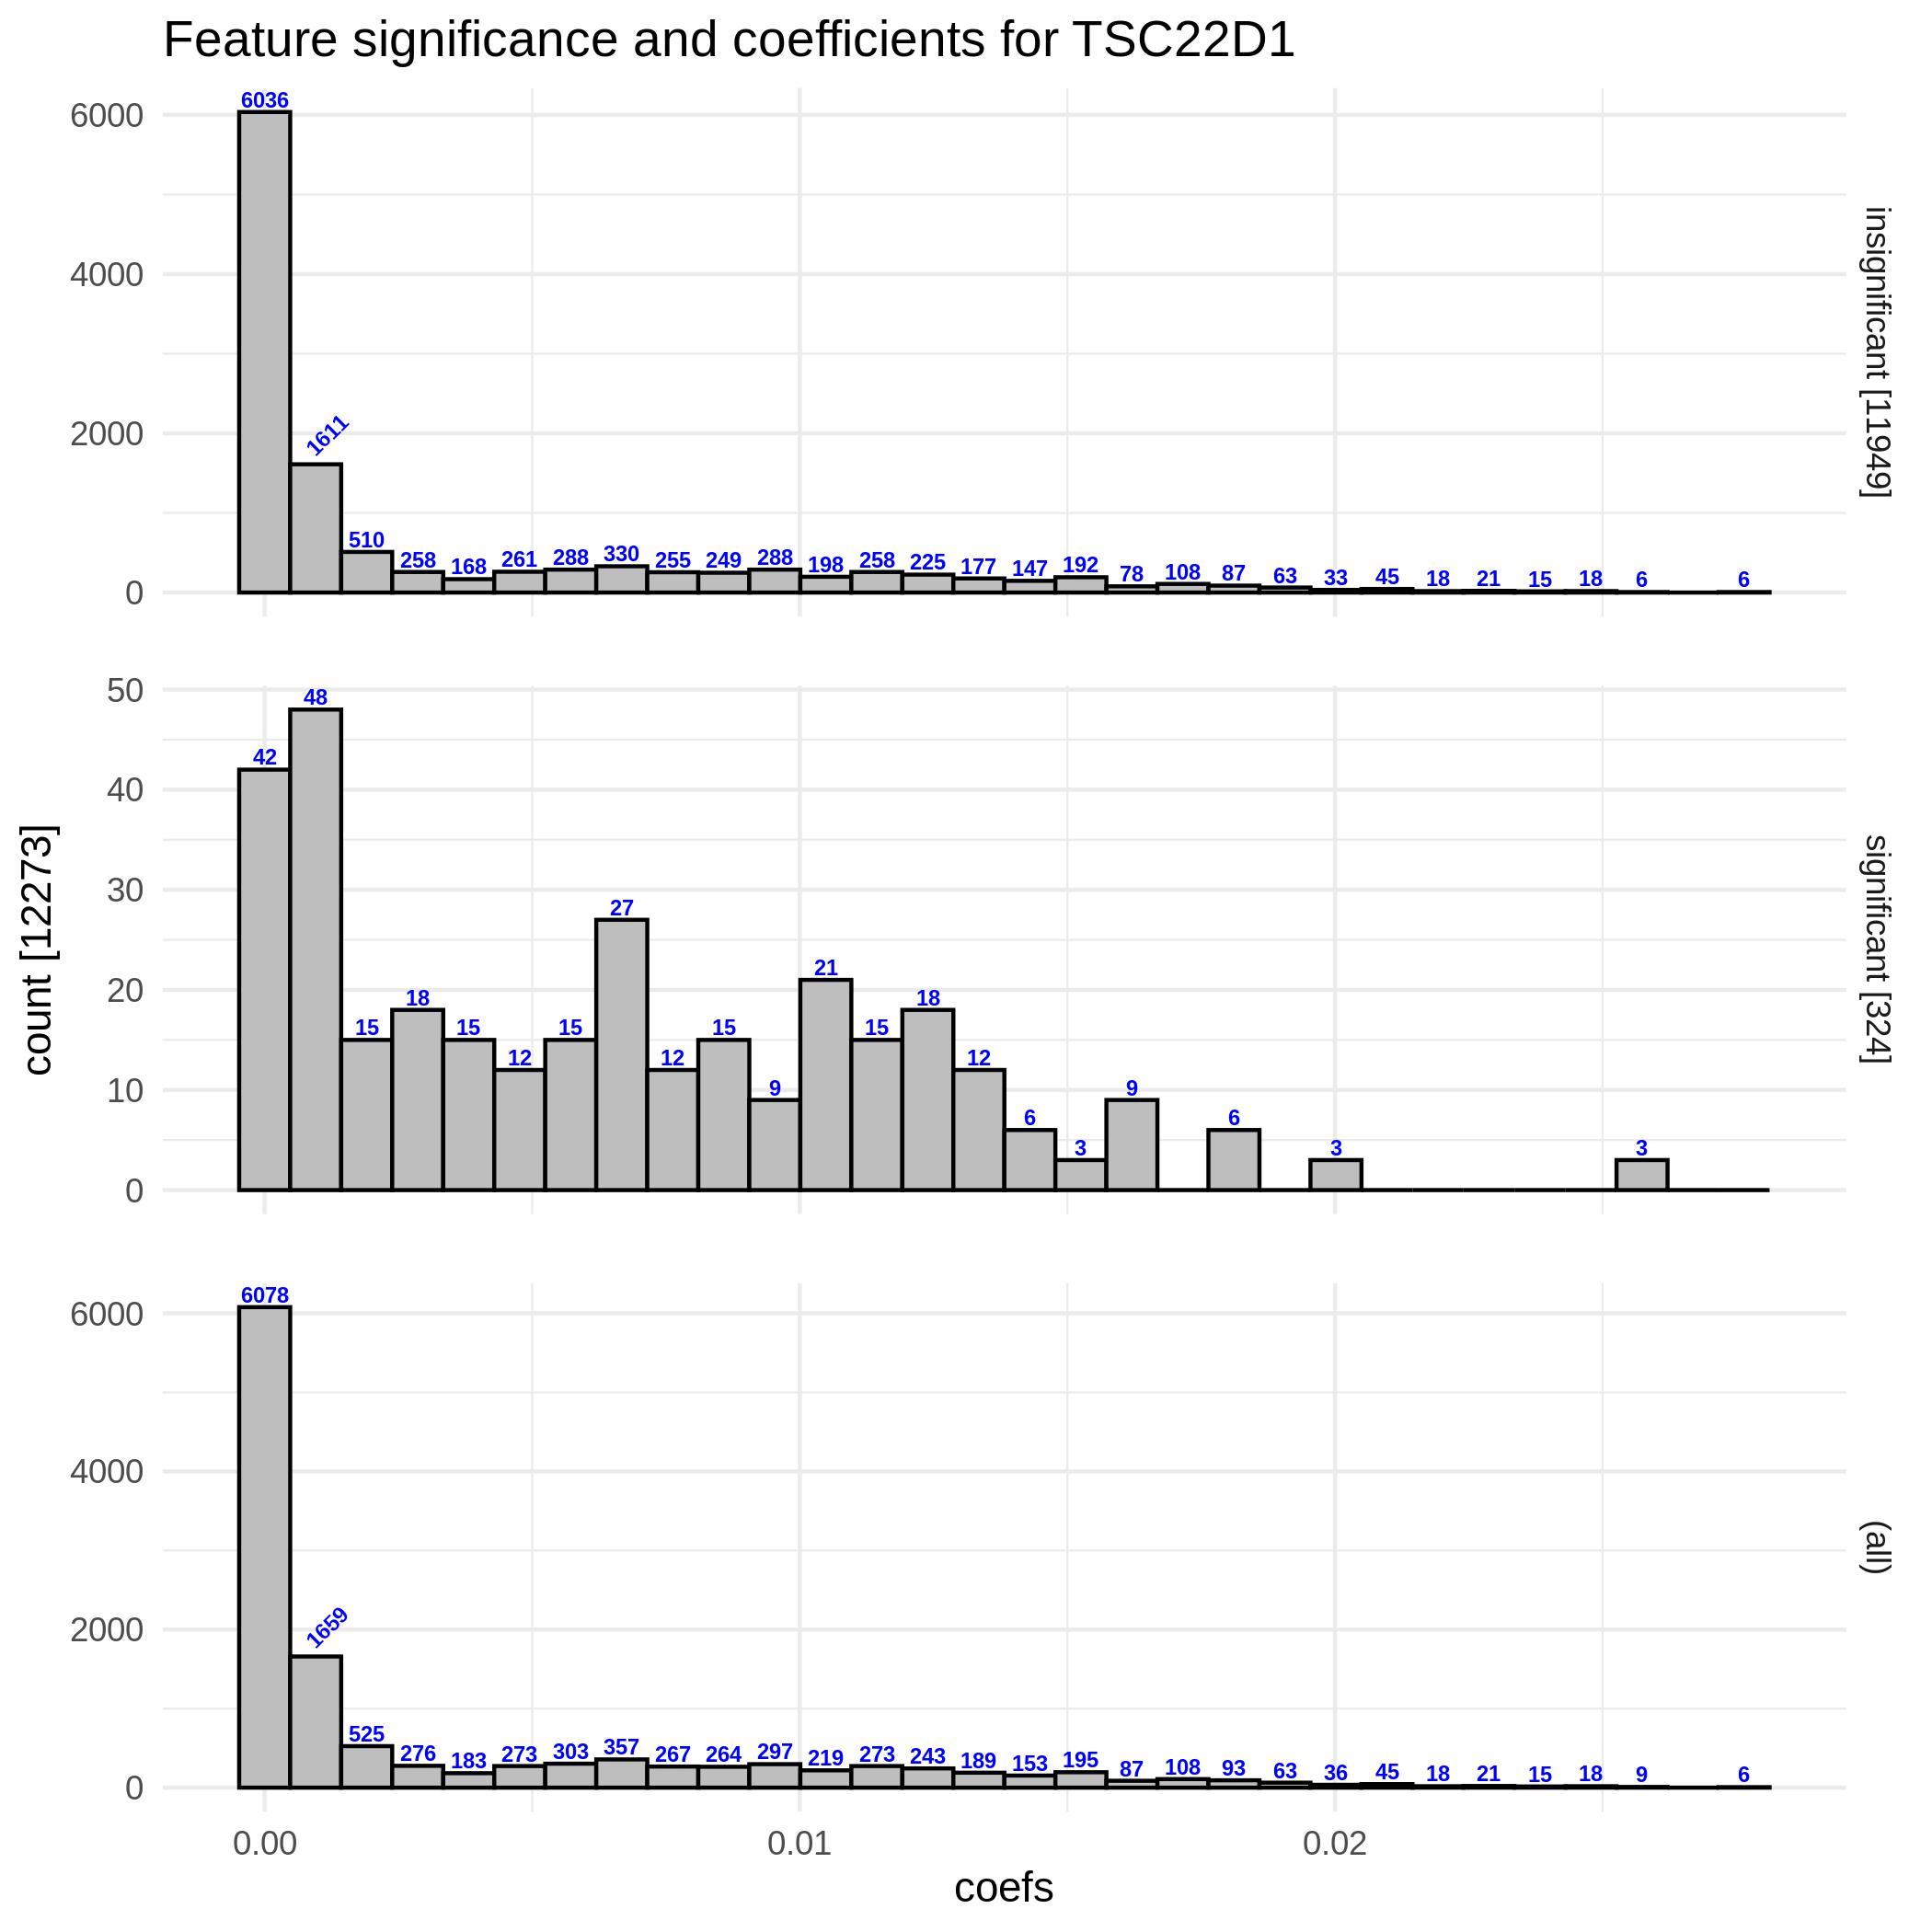 Feature significance and coefficients for TSC22D1
6000
4000
2000
0
6036
1611
510 258 168 261 288 330 255 249 288 198 258 225 177 147 192 78 108 87 63 33 45 18 21 15 18 6 6
insignificant [11949]
count [12273]
50
40
30
20
10
0
42 48 15 18 15 12 15 27 12 15 9 21 15 18 12 6 3 9 6 3 3
significant [324]
6000
4000
2000
0
6078
1659
525 276 183 273 303 357 267 264 297 219 273 243 189 153 195 87 108 93 63 36 45 18 21 15 18 9 6
(all)
0.00 0.01 0.02
coefs